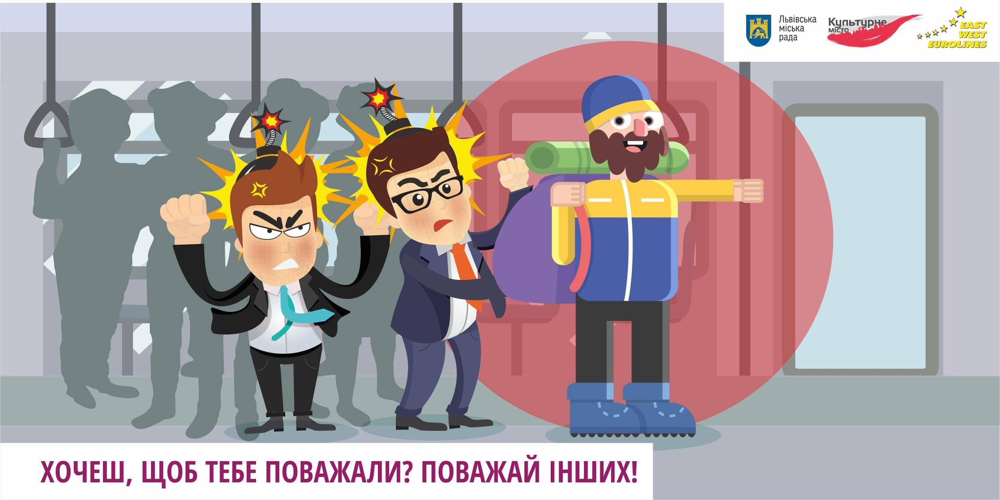 Львівська
міська
рада
Культурне
місто
EAST
WEST
EUROLINES
ХОЧЕШ, ЩОБ ТЕБЕ ПОВАЖАЛИ? ПОВАЖАЙ ІНШИХ!